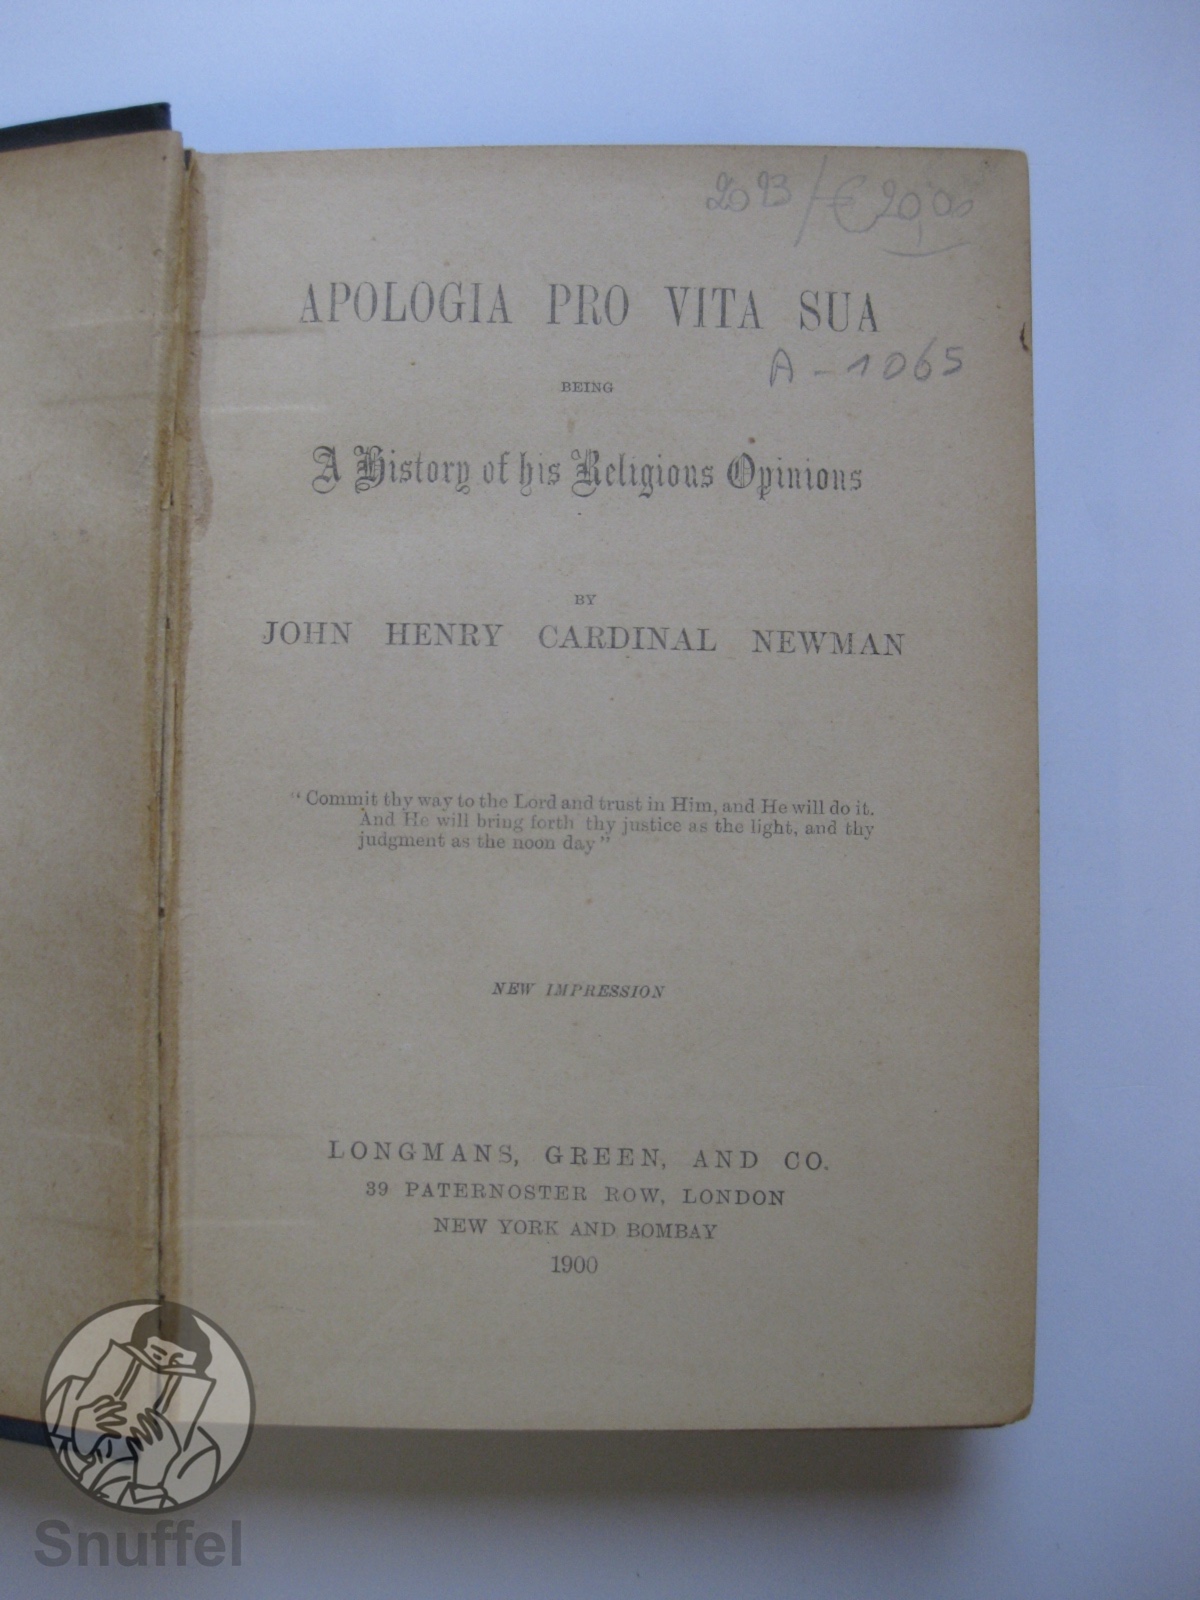 2093/€ 20,00
APOLOGIA PRO VITA SUA
A-1065
BEING
A History of his Religious Opinions
BY
JOHN HENRY CARDINAL NEWMAN
“Commit thy way to the Lord and trust in Him, and He will do it.
And He will bring forth thy justice as the light, and thy
judgment as the noon day”
NEW IMPRESSION
LONGMANS, GREEN, AND CO.
39 PATERNOSTER ROW, LONDON
NEW YORK AND BOMBAY
1900
Snuffel